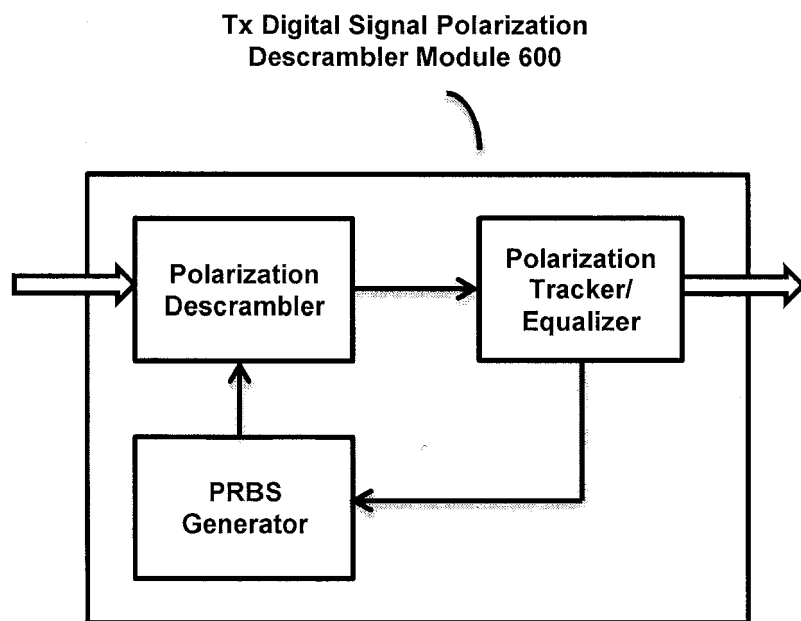 Tx Digital Signal Polarization
Descrambler Module 600
Polarization
Descrambler
Polarization
Tracker/
Equalizer
PRBS
Generator